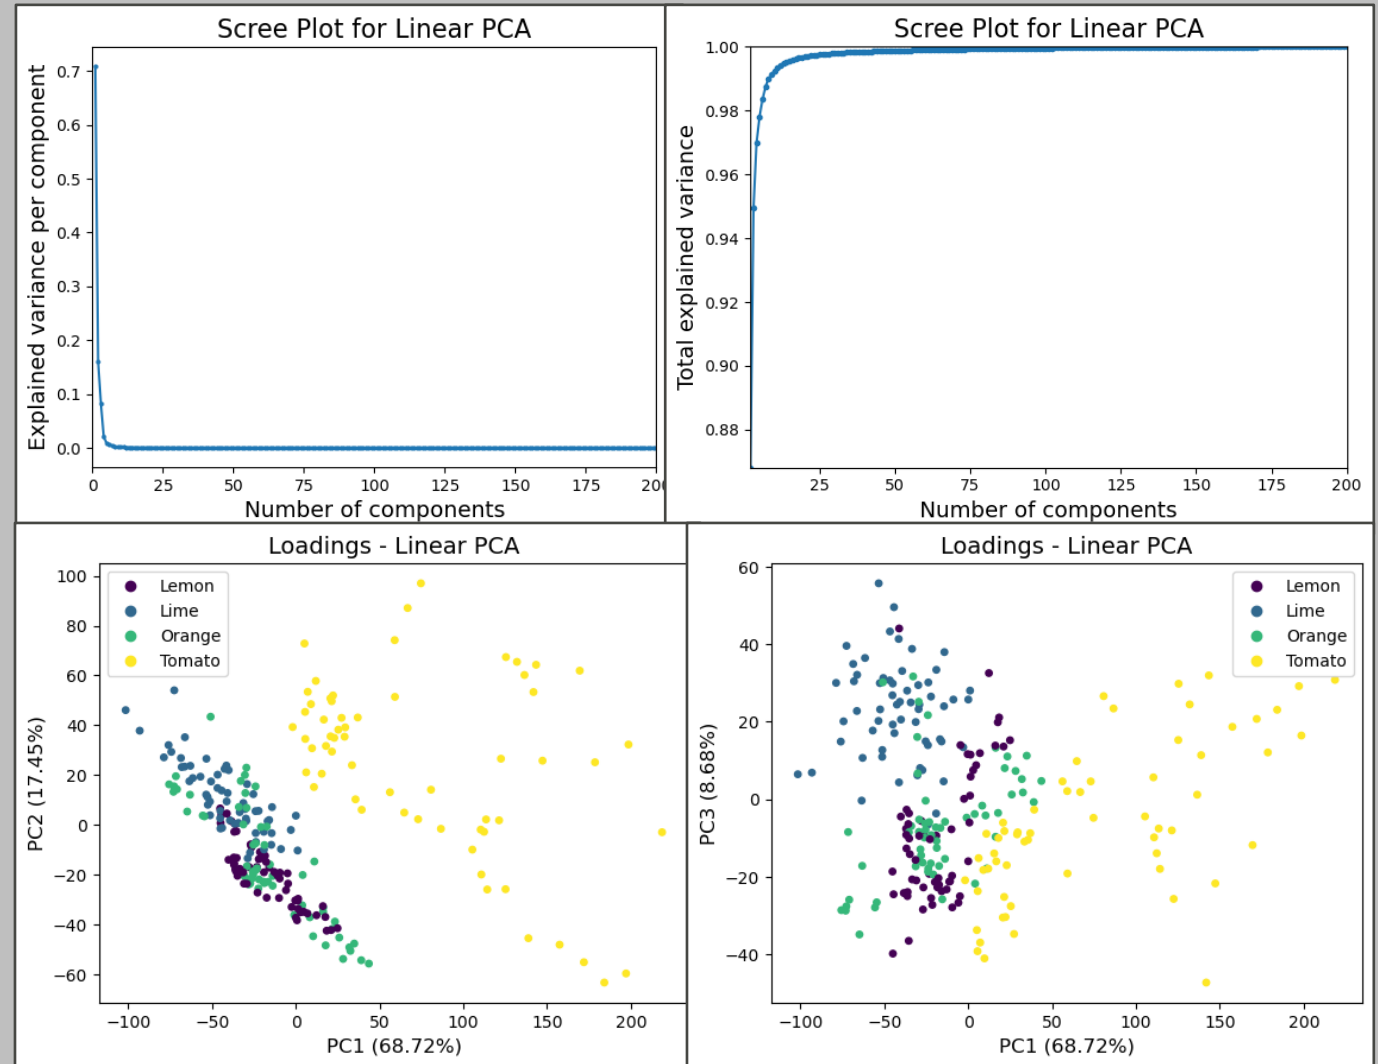 Scree Plot for Linear PCA
Explained variance per component
0.7
0.6
0.5
0.4
0.3
0.2
0.1
0.0
0 25 50 75 100 125 150 175 200
Number of components
Scree Plot for Linear PCA
Total explained variance
1.00
0.98
0.96
0.94
0.92
0.90
0.88
25 50 75 100 125 150 175 200
Number of components
Loadings - Linear PCA
Lemon
Lime
Orange
Tomato
PC2 (17.45%)
100
80
60
40
20
0
−20
−40
−60
−100 −50 0 50 100 150 200
PC1 (68.72%)
Loadings - Linear PCA
Lemon
Lime
Orange
Tomato
PC3 (8.68%)
60
40
20
0
−20
−40
−100 −50 0 50 100 150 200
PC1 (68.72%)